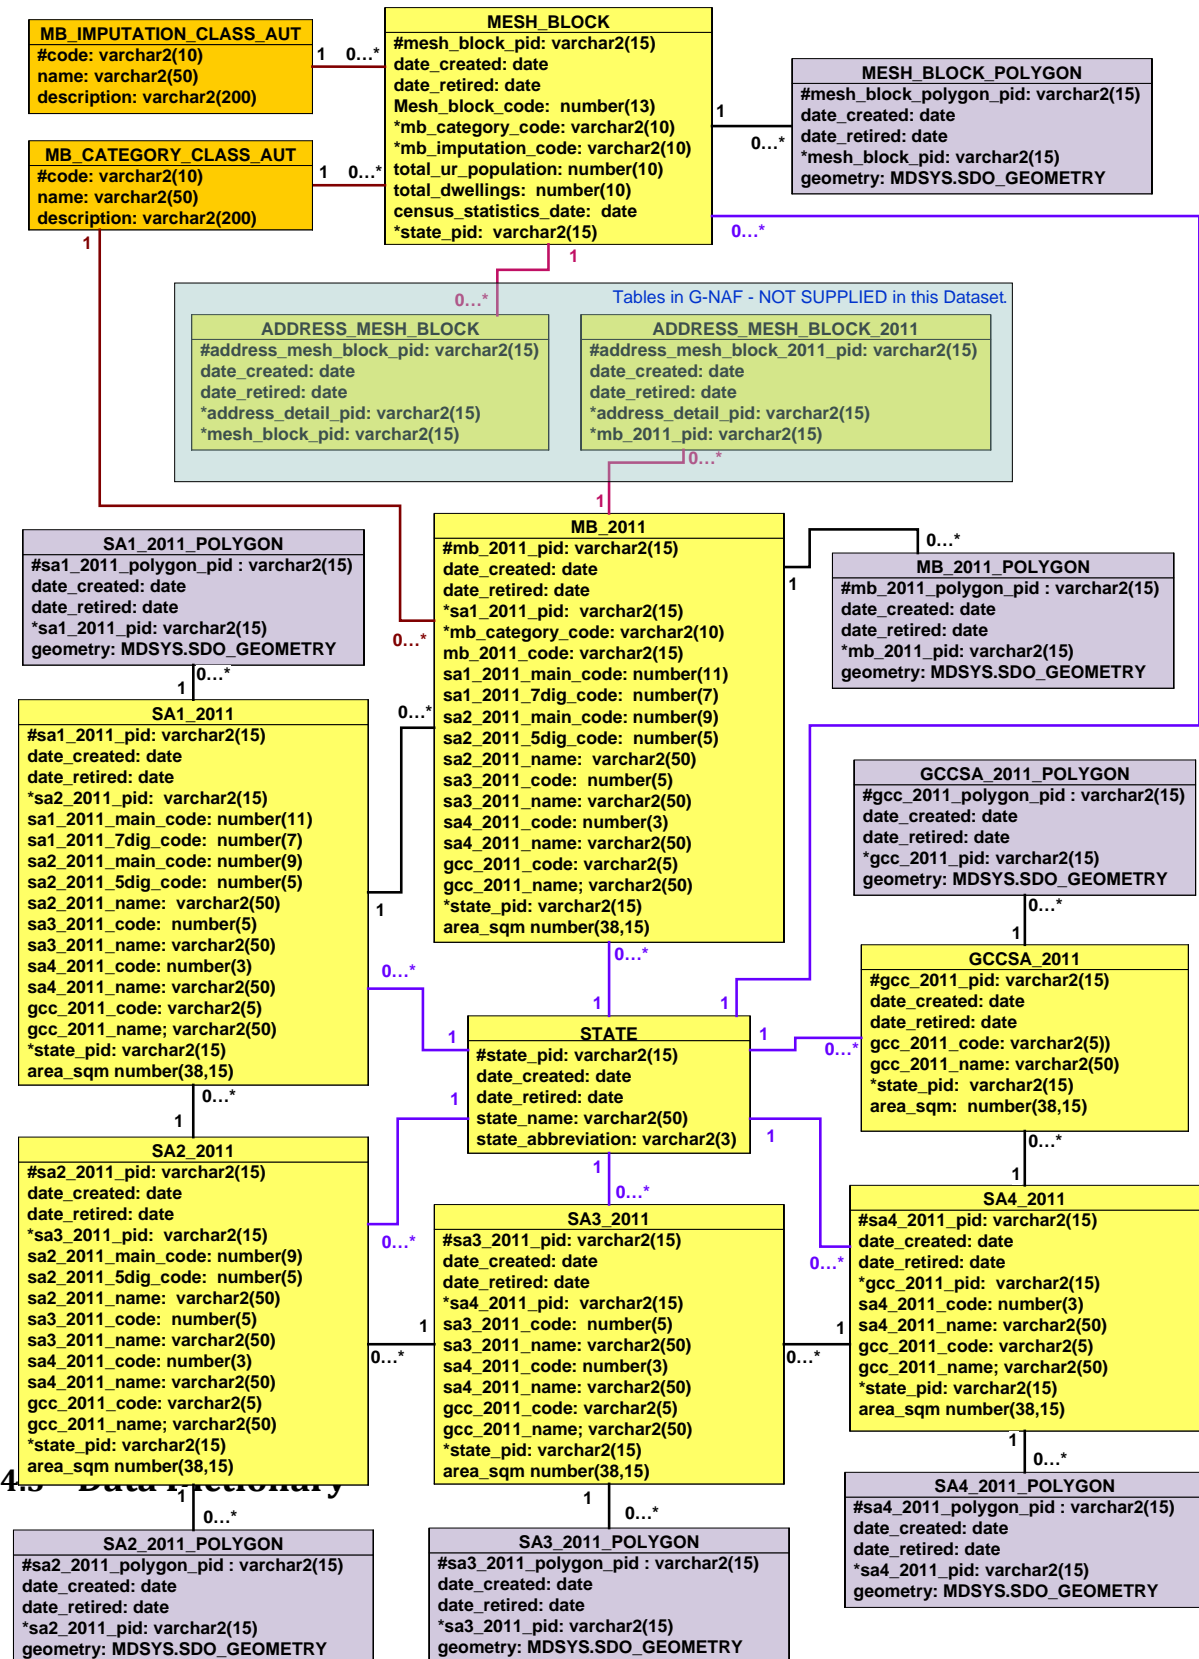 MB_IMPUTATION_CLASS_AUT
#code: varchar2(10)
name: varchar2(50)
description: varchar2(200)
1 0...*
MESH_BLOCK
#mesh_block_pid: varchar2(15)
date_created: date
date_retired: date
Mesh_block_code: number(13)
*mb_category_code: varchar2(10)
*mb_imputation_code: varchar2(10)
total_ur_population: number(10)
total_dwellings: number(10)
census_statistics_date: date
*state_pid: varchar2(15)
1
0...*
MESH_BLOCK_POLYGON
#mesh_block_polygon_pid: varchar2(15)
date_created: date
date_retired: date
*mesh_block_pid: varchar2(15)
geometry: MDSYS.SDO_GEOMETRY
MB_CATEGORY_CLASS_AUT
#code: varchar2(10)
name: varchar2(50)
description: varchar2(200)
1 0...*
1
1
0...*
0...*
Tables in G-NAF - NOT SUPPLIED in this Dataset.
ADDRESS_MESH_BLOCK
#address_mesh_block_pid: varchar2(15)
date_created: date
date_retired: date
*address_detail_pid: varchar2(15)
*mesh_block_pid: varchar2(15)
ADDRESS_MESH_BLOCK_2011
#address_mesh_block_2011_pid: varchar2(15)
date_created: date
date_retired: date
*address_detail_pid: varchar2(15)
*mb_2011_pid: varchar2(15)
0...*
1
SA1_2011_POLYGON
#sa1_2011_polygon_pid : varchar2(15)
date_created: date
date_retired: date
*sa1_2011_pid: varchar2(15)
geometry: MDSYS.SDO_GEOMETRY
0...*
1
MB_2011
#mb_2011_pid: varchar2(15)
date_created: date
date_retired: date
*sa1_2011_pid: varchar2(15)
*mb_category_code: varchar2(10)
mb_2011_code: varchar2(15)
sa1_2011_main_code: number(11)
sa1_2011_7dig_code: number(7)
sa2_2011_main_code: number(9)
sa2_2011_5dig_code: number(5)
sa2_2011_name: varchar2(50)
sa3_2011_code: number(5)
sa3_2011_name: varchar2(50)
sa4_2011_code: number(3)
sa4_2011_name: varchar2(50)
gcc_2011_code: varchar2(5)
gcc_2011_name; varchar2(50)
*state_pid: varchar2(15)
area_sqm number(38,15)
0...*
1
0...*
MB_2011_POLYGON
#mb_2011_polygon_pid : varchar2(15)
date_created: date
date_retired: date
*mb_2011_pid: varchar2(15)
geometry: MDSYS.SDO_GEOMETRY
SA1_2011
#sa1_2011_pid: varchar2(15)
date_created: date
date_retired: date
*sa2_2011_pid: varchar2(15)
sa1_2011_main_code: number(11)
sa1_2011_7dig_code: number(7)
sa2_2011_main_code: number(9)
sa2_2011_5dig_code: number(5)
sa2_2011_name: varchar2(50)
sa3_2011_code: number(5)
sa3_2011_name: varchar2(50)
sa4_2011_code: number(3)
sa4_2011_name: varchar2(50)
gcc_2011_code: varchar2(5)
gcc_2011_name; varchar2(50)
*state_pid: varchar2(15)
area_sqm number(38,15)
0...*
1
0...*
1
0...*
1
1
GCCSA_2011_POLYGON
#gcc_2011_polygon_pid : varchar2(15)
date_created: date
date_retired: date
*gcc_2011_pid: varchar2(15)
geometry: MDSYS.SDO_GEOMETRY
0...*
1
GCCSA_2011
#gcc_2011_pid: varchar2(15)
date_created: date
date_retired: date
gcc_2011_code: varchar2(5))
gcc_2011_name: varchar2(50)
*state_pid: varchar2(15)
area_sqm: number(38,15)
STATE
#state_pid: varchar2(15)
date_created: date
date_retired: date
state_name: varchar2(50)
state_abbreviation: varchar2(3)
1
1
0...*
1
1
1
0...*
0...*
1
0...*
1
SA2_2011
#sa2_2011_pid: varchar2(15)
date_created: date
date_retired: date
*sa3_2011_pid: varchar2(15)
sa2_2011_main_code: number(9)
sa2_2011_5dig_code: number(5)
sa2_2011_name: varchar2(50)
sa3_2011_code: number(5)
sa3_2011_name: varchar2(50)
sa4_2011_code: number(3)
sa4_2011_name: varchar2(50)
gcc_2011_code: varchar2(5)
gcc_2011_name; varchar2(50)
*state_pid: varchar2(15)
area_sqm number(38,15)
0...*
1
0...*
SA3_2011
#sa3_2011_pid: varchar2(15)
date_created: date
date_retired: date
*sa4_2011_pid: varchar2(15)
sa3_2011_code: number(5)
sa3_2011_name: varchar2(50)
sa4_2011_code: number(3)
sa4_2011_name: varchar2(50)
gcc_2011_code: varchar2(5)
gcc_2011_name; varchar2(50)
*state_pid: varchar2(15)
area_sqm number(38,15)
0...*
1
0...*
SA4_2011
#sa4_2011_pid: varchar2(15)
date_created: date
date_retired: date
*gcc_2011_pid: varchar2(15)
sa4_2011_code: number(3)
sa4_2011_name: varchar2(50)
gcc_2011_code: varchar2(5)
gcc_2011_name; varchar2(50)
*state_pid: varchar2(15)
area_sqm number(38,15)
1
0...*
4.3 Data Dictionary
1
0...*
1
0...*
SA2_2011_POLYGON
#sa2_2011_polygon_pid : varchar2(15)
date_created: date
date_retired: date
*sa2_2011_pid: varchar2(15)
geometry: MDSYS.SDO_GEOMETRY
SA3_2011_POLYGON
#sa3_2011_polygon_pid : varchar2(15)
date_created: date
date_retired: date
*sa3_2011_pid: varchar2(15)
geometry: MDSYS.SDO_GEOMETRY
SA4_2011_POLYGON
#sa4_2011_polygon_pid : varchar2(15)
date_created: date
date_retired: date
*sa4_2011_pid: varchar2(15)
geometry: MDSYS.SDO_GEOMETRY